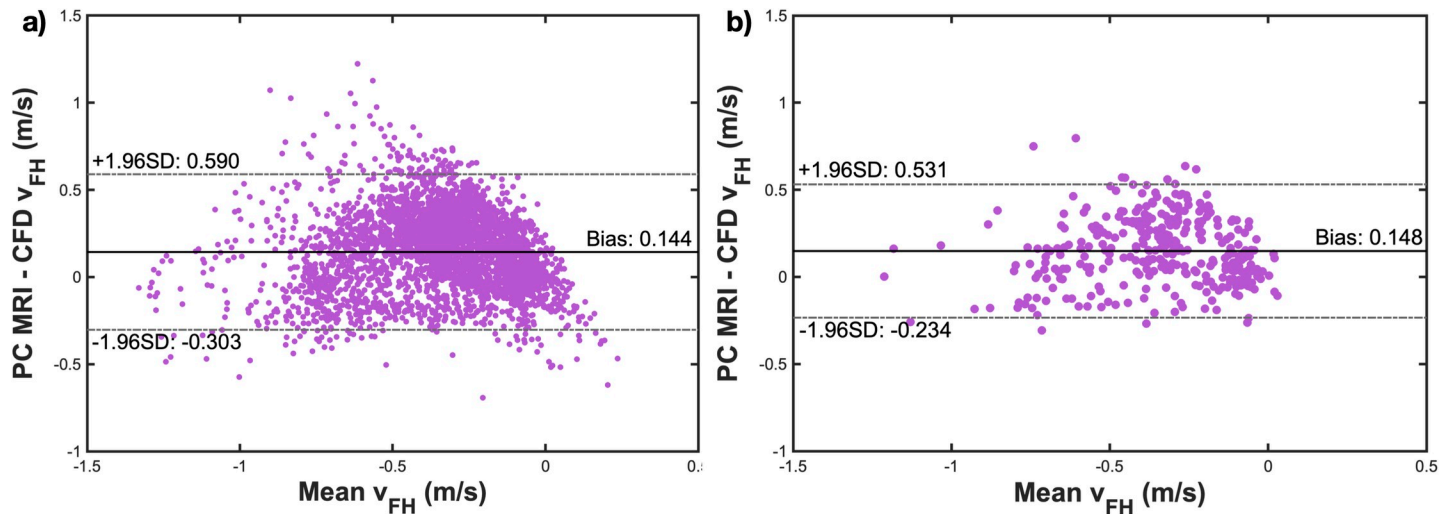 a)
1.5
1
0.5
0
-0.5
-1
PC MRI - CFD vFH (m/s)
+1.96SD: 0.590
Bias: 0.144
-1.96SD: -0.303
-1.5 -1 -0.5 0 0.5
Mean vFH (m/s)
b)
1.5
1
0.5
0
-0.5
-1
PC MRI - CFD vFH (m/s)
+1.96SD: 0.531
Bias: 0.148
-1.96SD: -0.234
-1.5 -1 -0.5 0 0.5
Mean vFH (m/s)